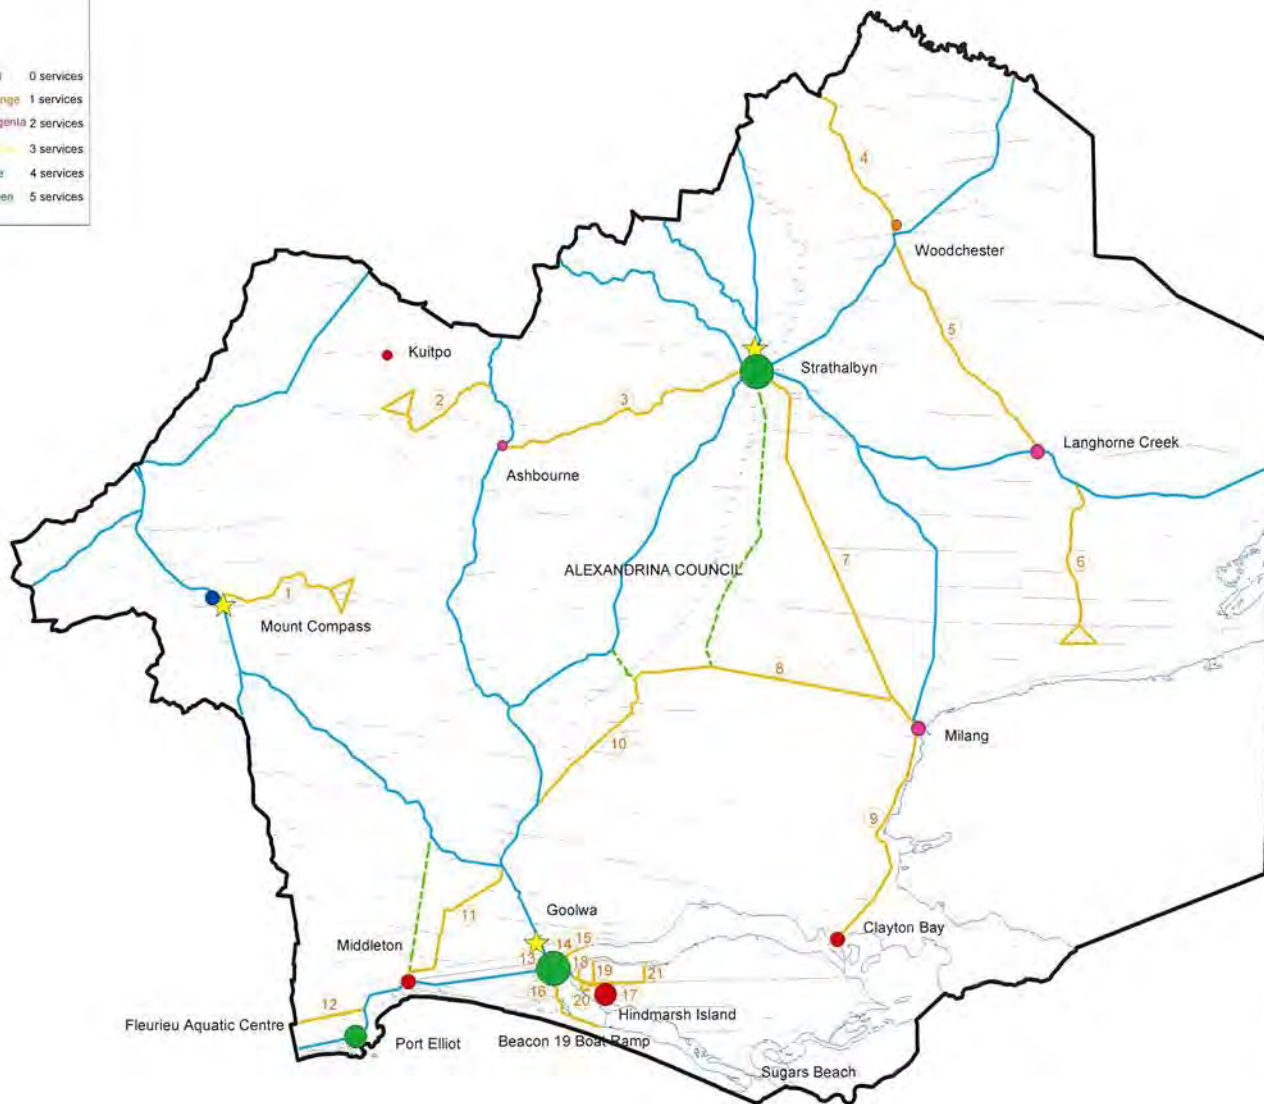 0 services
1 services
2 services
3 services
4 services
5 services
4
Woodchester
5
Kuitpo
Strathalbyn
2
3
Langhorne Creek
Ashbourne
ALEXANDRINA COUNCIL
7
6
1
Mount Compass
8
Milang
10
9
Goolwa
11
Clayton Bay
Middleton
15
14
13
18
19
21
16
20
17
12
Hindmarsh Island
Fleurieu Aquatic Centre
Port Elliot
Beacon 19 Boat Ramp
Sugars Beach